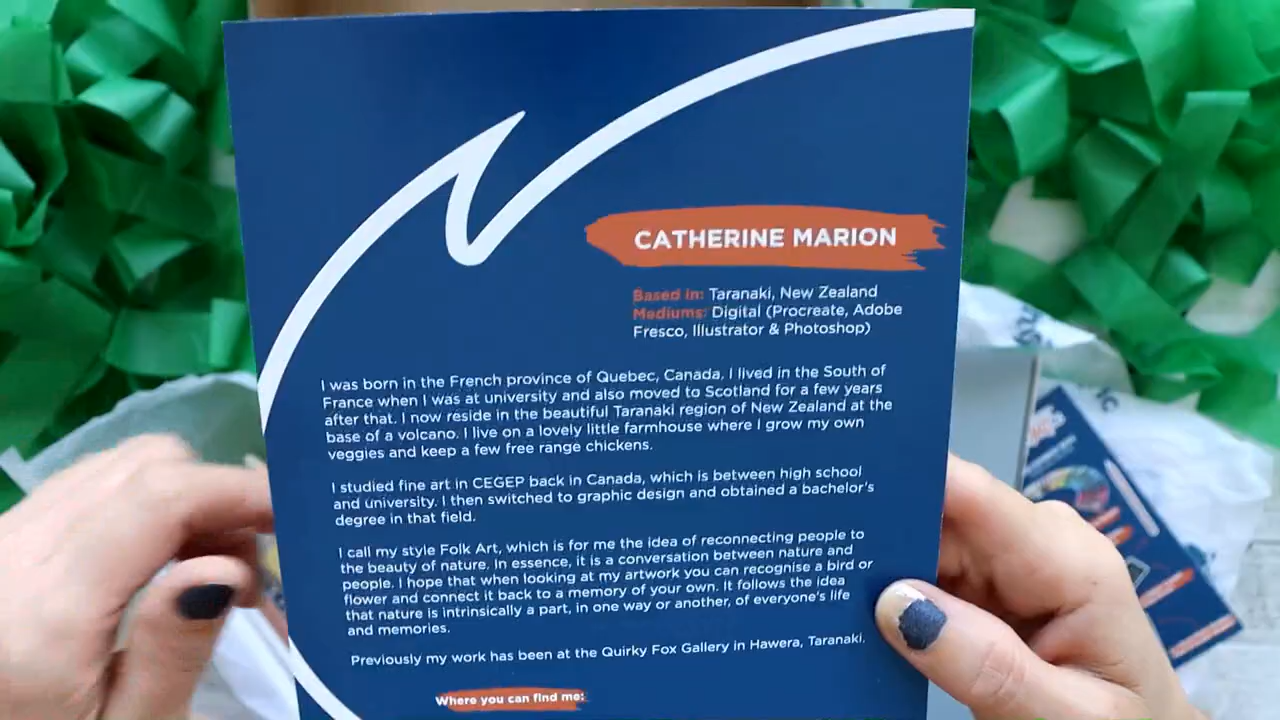 CATHERINE MARION
Based in: Taranaki, New Zealand
Mediums: Digital (Procreate, Adobe
Fresco, Illustrator & Photoshop)
I was born in the French province of Quebec, Canada. I lived in the South of
France when I was at university and also moved to Scotland for a few years
after that. I now reside in the beautiful Taranaki region of New Zealand at the
base of a volcano. I live on a lovely little farmhouse where I grow my own
veggies and keep a few free range chickens.
I studied fine art in CEGEP back in Canada, which is between high school
and university. I then switched to graphic design and obtained a bachelor's
degree in that field.
I call my style Folk Art, which is for me the idea of reconnecting people to
the beauty of nature. In essence, it is a conversation between nature and
people. I hope that when looking at my artwork you can recognise a bird or
flower and connect it back to a memory of your own. It follows the idea
that nature is intrinsically a part, in one way or another, of everyone's life
and memories.
Previously my work has been at the Quirky Fox Gallery in Hawera, Taranaki.
Where you can find me: